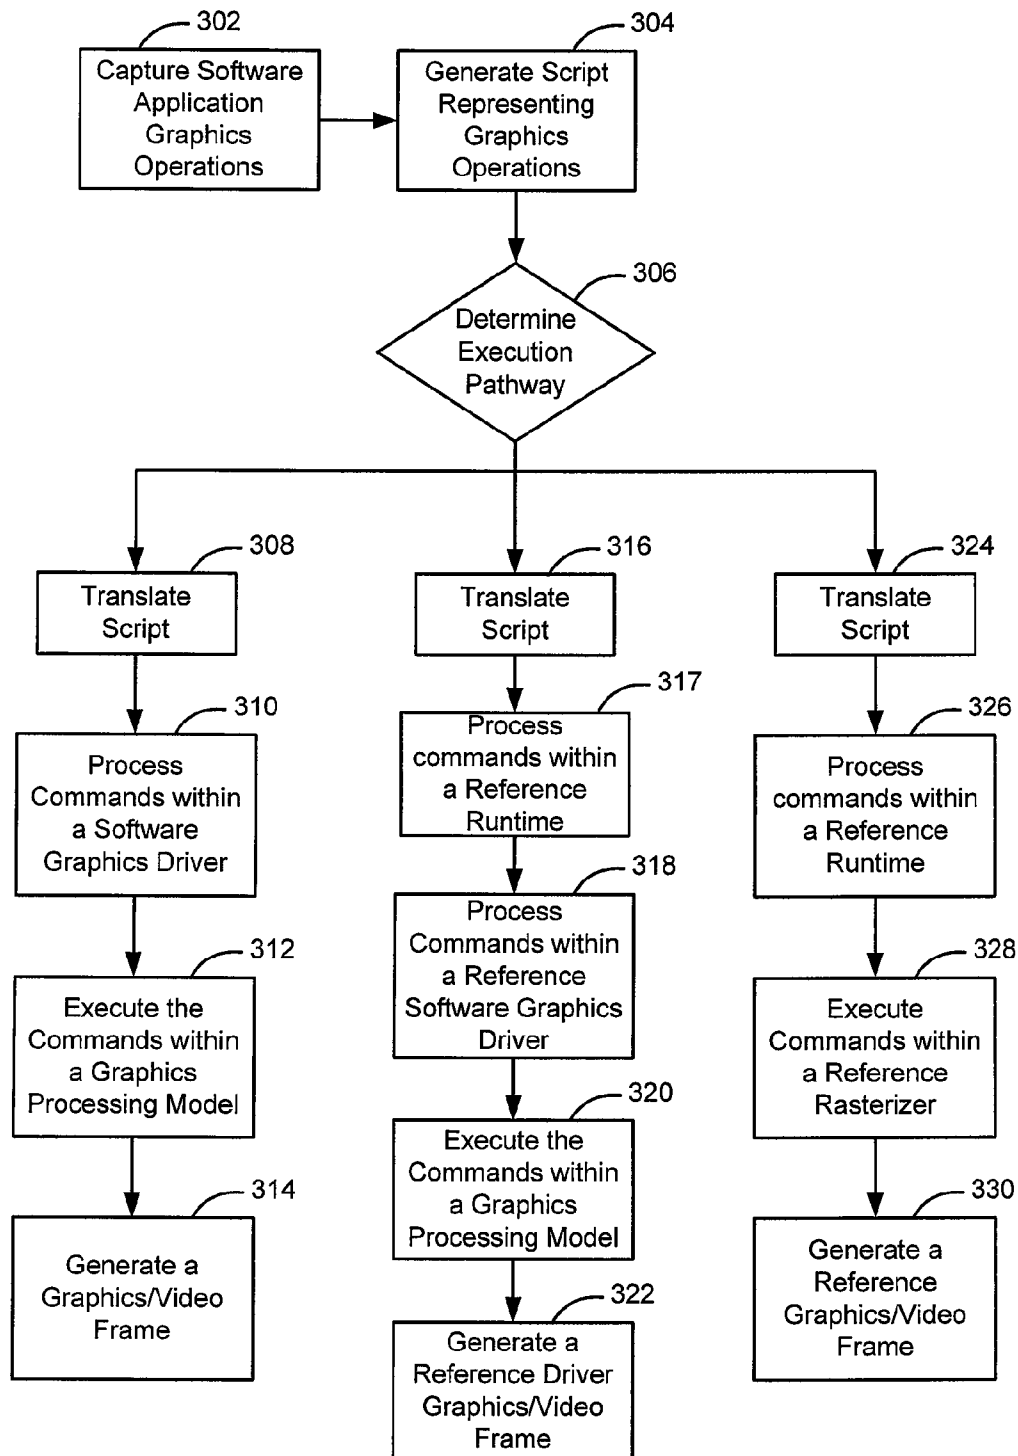 302
Capture Software
Application
Graphics
Operations
304
Generate Script
Representing
Graphics
Operations
306
Determine
Execution
Pathway
308
Translate
Script
310
Process
Commands within
a Software
Graphics Driver
312
Execute the
Commands within
a Graphics
Processing Model
314
Generate a
Graphics/Video
Frame
316
Translate
Script
317
Process
commands within
a Reference
Runtime
318
Process
Commands within
a Reference
Software Graphics
Driver
320
Execute the
Commands within
a Graphics
Processing Model
322
Generate a
Reference Driver
Graphics/Video
Frame
324
Translate
Script
326
Process
commands within
a Reference
Runtime
328
Execute
Commands within
a Reference
Rasterizer
330
Generate a
Reference
Graphics/Video
Frame